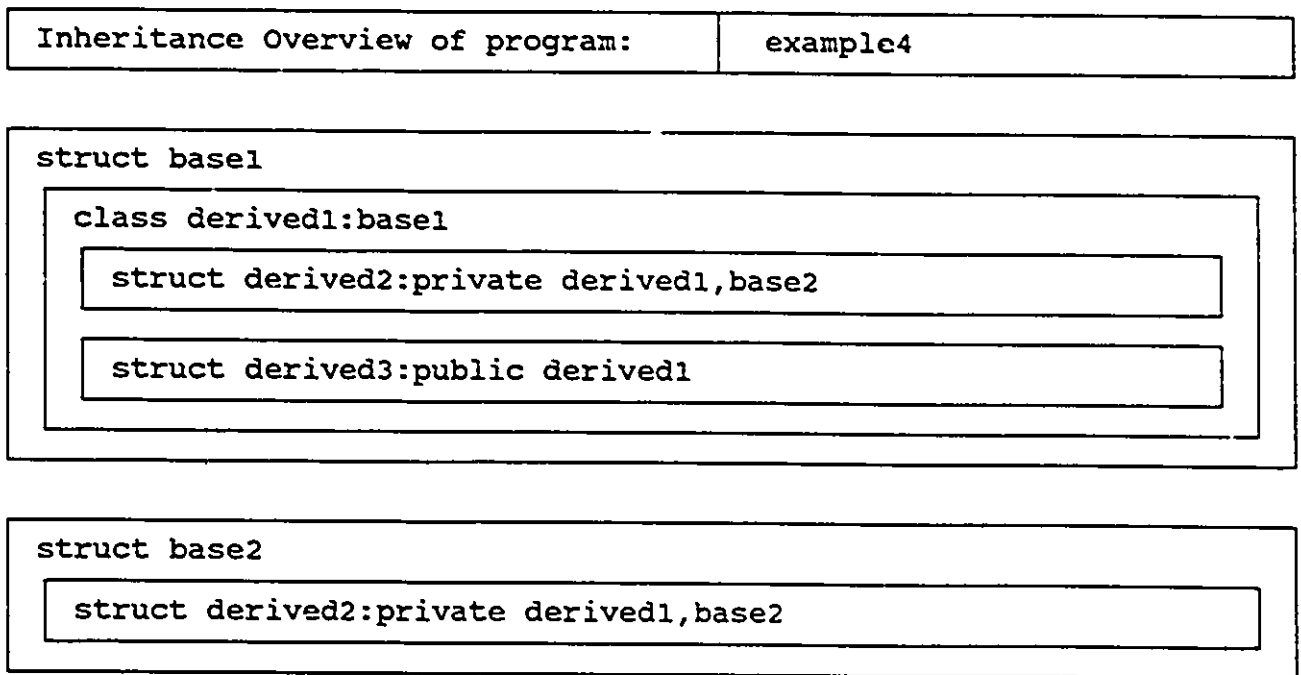 Inheritance Overview of program: example4
struct base1
class derived1:base1
struct derived2:private derived1,base2
struct derived3:public derived1
struct base2
struct derived2:private derived1,base2